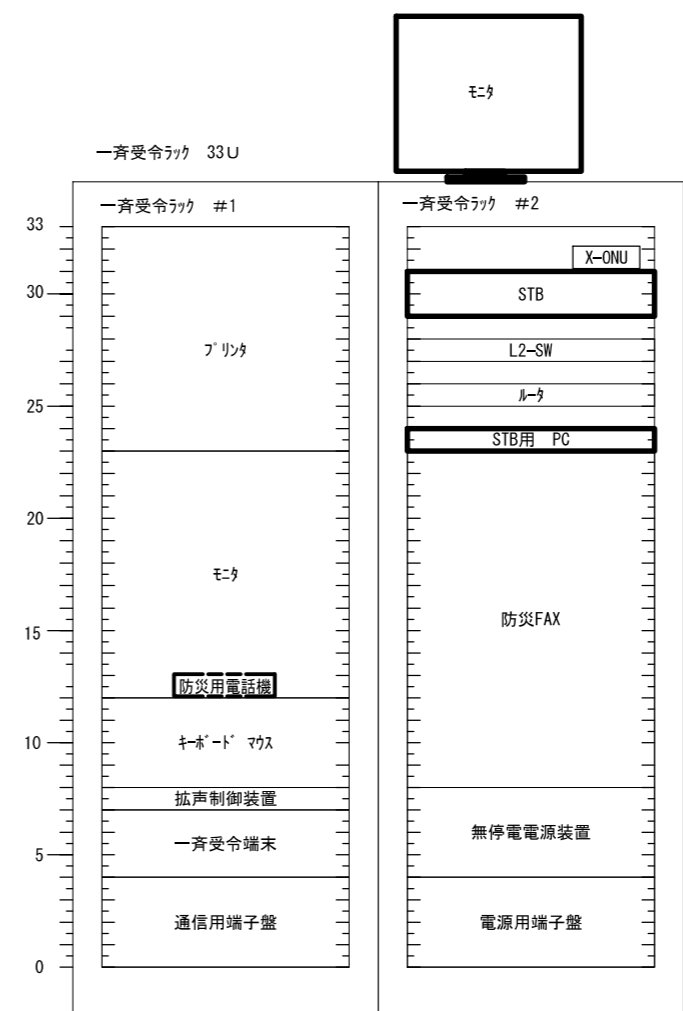 ﾓﾆﾀ
一斉受令ﾗｯｸ 33U
一斉受令ﾗｯｸ #1
一斉受令ﾗｯｸ #2
33
30
25
20
15
10
5
0
ﾌﾟﾘﾝﾀ
ﾓﾆﾀ
防災用電話機
ｷｰﾎﾞｰﾄﾞ ﾏｳｽ
拡声制御装置
一斉受令端末
通信用端子盤
X-ONU
STB
L2-SW
ﾙｰﾀ
STB用 PC
防災FAX
無停電電源装置
電源用端子盤